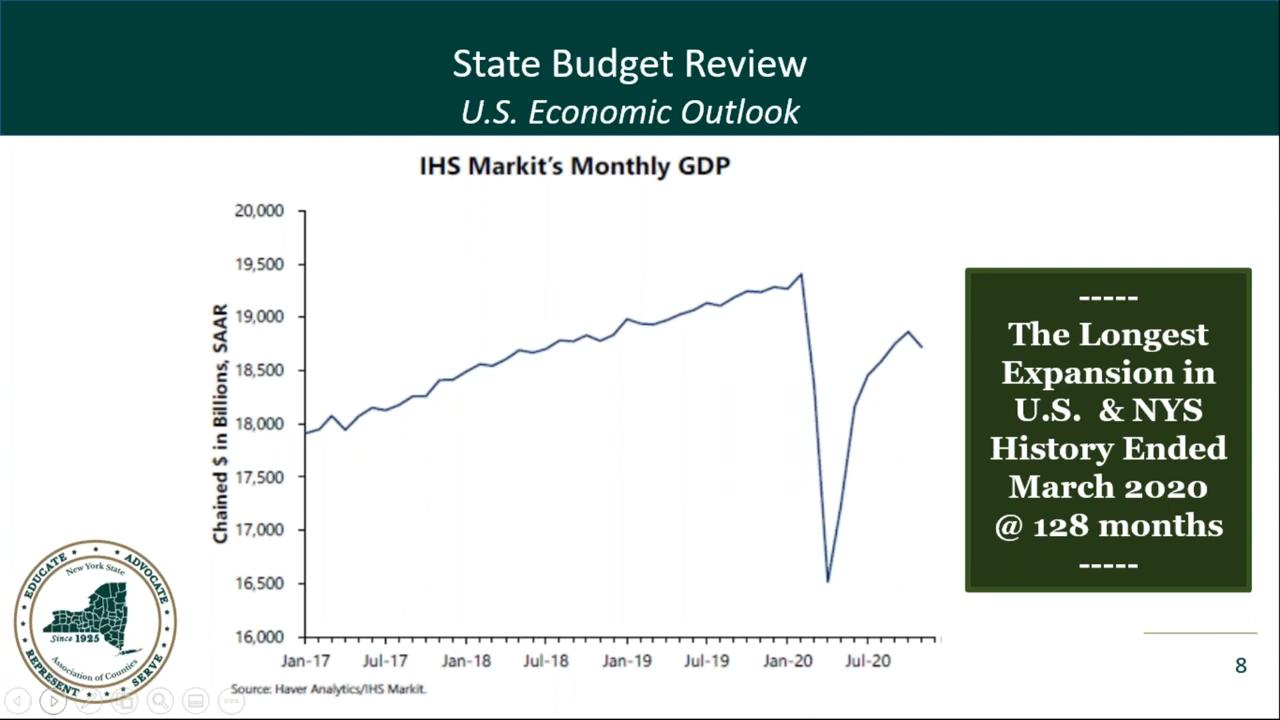 State Budget Review
U.S. Economic Outlook
IHS Markit's Monthly GDP
Chained $ in Billions, SAAR
20,000
19,500
19,000
18,500
18,000
17,500
17,000
16,500
16,000
Jan-17
Jul-17
Jan-18
Jul-18
Jan-19
Jul-19
Jan-20
Jul-20
Source: Haver Analytics/IHS Markit.
-----
The Longest
Expansion in
U.S. & NYS
History Ended
March 2020
@ 128 months
-----
EDUCATE
ADVOCATE
REPRESENT
SERVE
New York State
Since 1925
Association of Counties
8